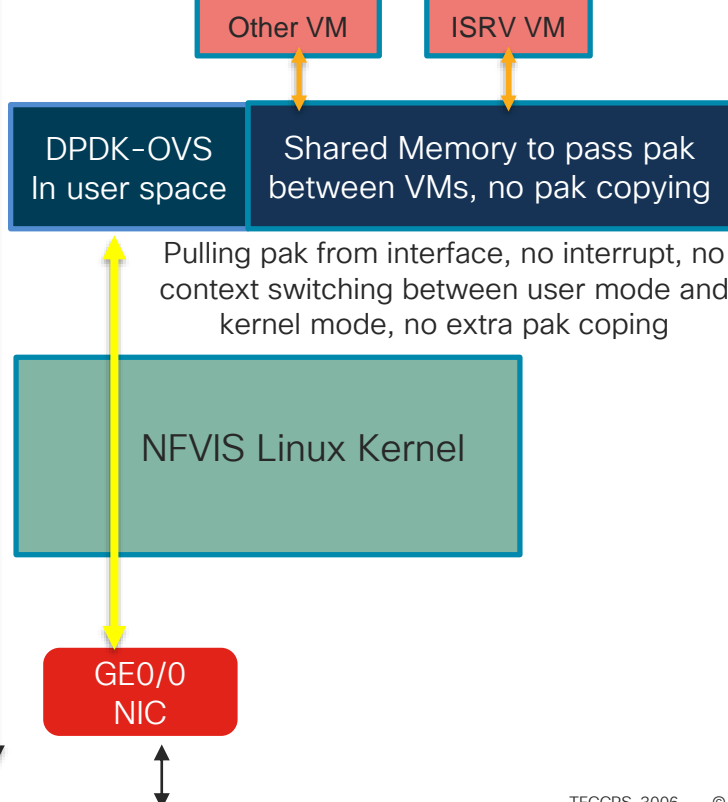 Other VM
ISRV VM
DPDK-OVS
In user space
Shared Memory to pass pak
between VMs, no pak copying
Pulling pak from interface, no interrupt, no
context switching between user mode and
kernel mode, no extra pak coping
NFVIS Linux Kernel
GE0/0
NIC
©